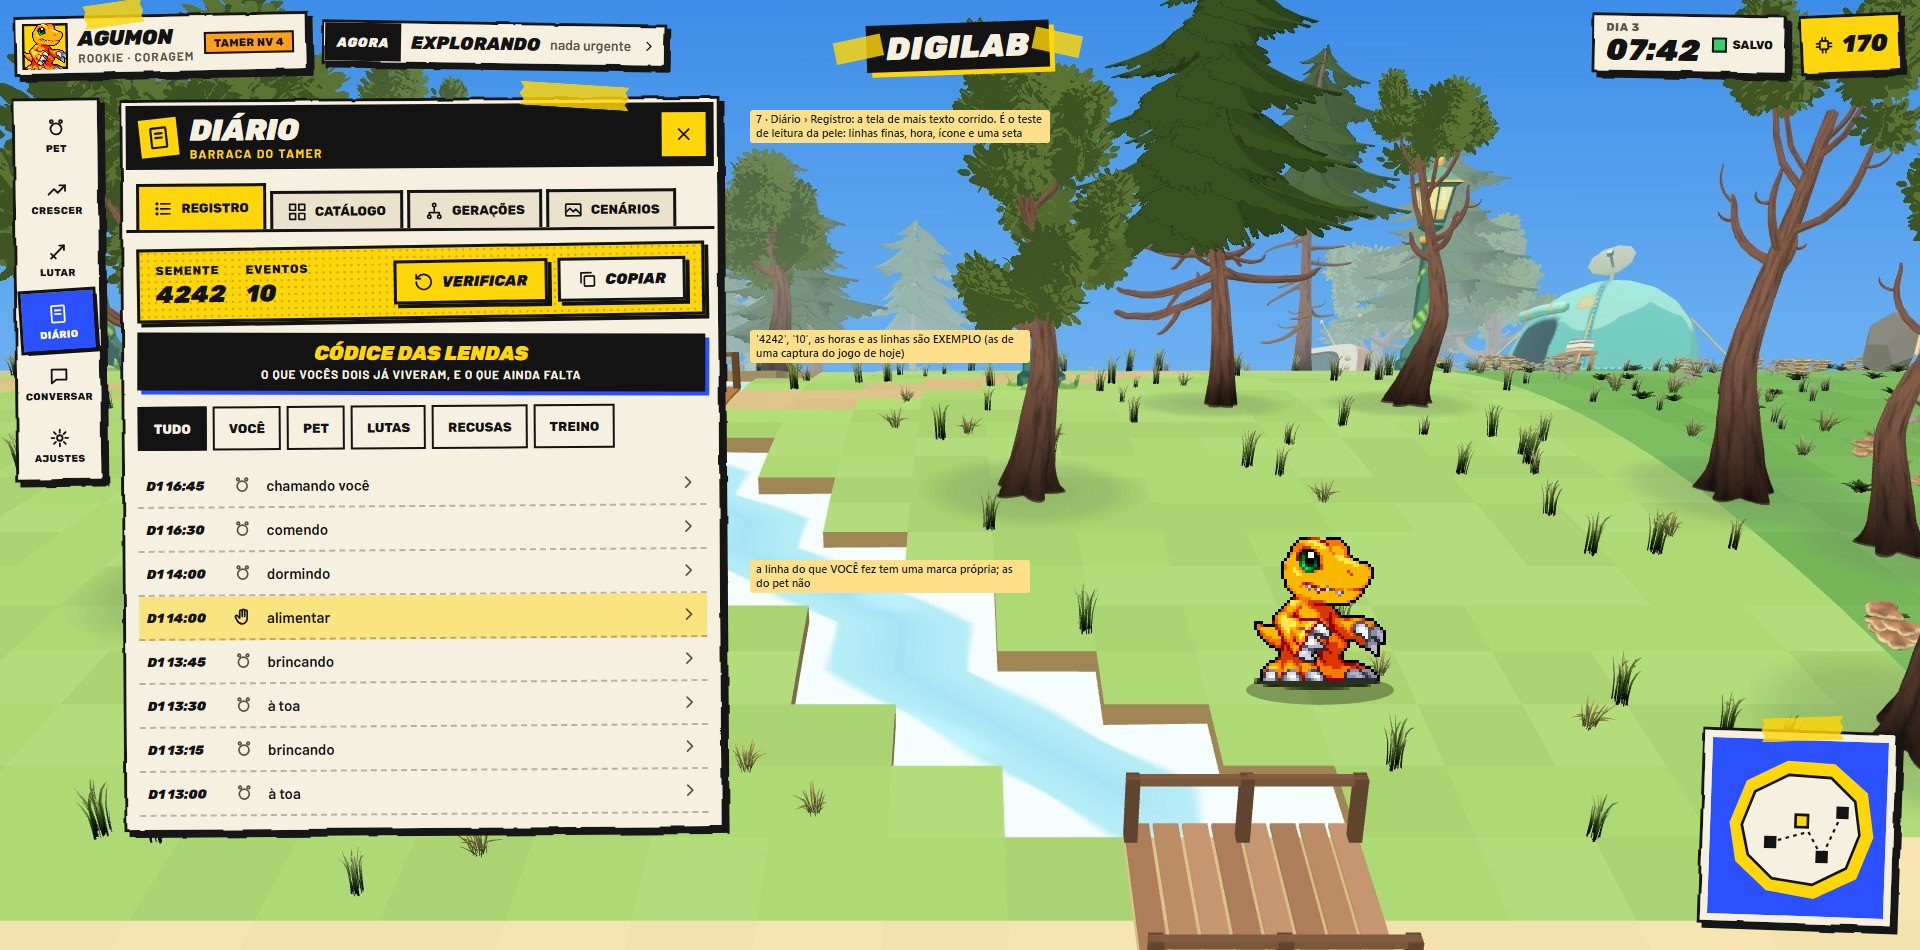 AGUMON
ROOKIE · CORAGEM
TAMER NV 4
AGORA EXPLORANDO nada urgente
DIGILAB
DIA 3
07:42
SALVO
170
PET
CRESCER
LUTAR
DIÁRIO
CONVERSAR
AJUSTES
DIÁRIO
BARRACA DO TAMER
REGISTRO
CATÁLOGO
GERAÇÕES
CENÁRIOS
SEMENTE
4242
EVENTOS
10
VERIFICAR
COPIAR
CÓDICE DAS LENDAS
O QUE VOCÊS DOIS JÁ VIVERAM, E O QUE AINDA FALTA
TUDO
VOCÊ
PET
LUTAS
RECUSAS
TREINO
D1 16:45 chamando você
D1 16:30 comendo
D1 14:00 dormindo
D1 14:00 alimentar
D1 13:45 brincando
D1 13:30 à toa
D1 13:15 brincando
D1 13:00 à toa
7 · Diário › Registro: a tela de mais texto corrido. É o teste
de leitura da pele: linhas finas, hora, ícone e uma seta
'4242', '10', as horas e as linhas são EXEMPLO (as de
uma captura do jogo de hoje)
a linha do que VOCÊ fez tem uma marca própria; as
do pet não